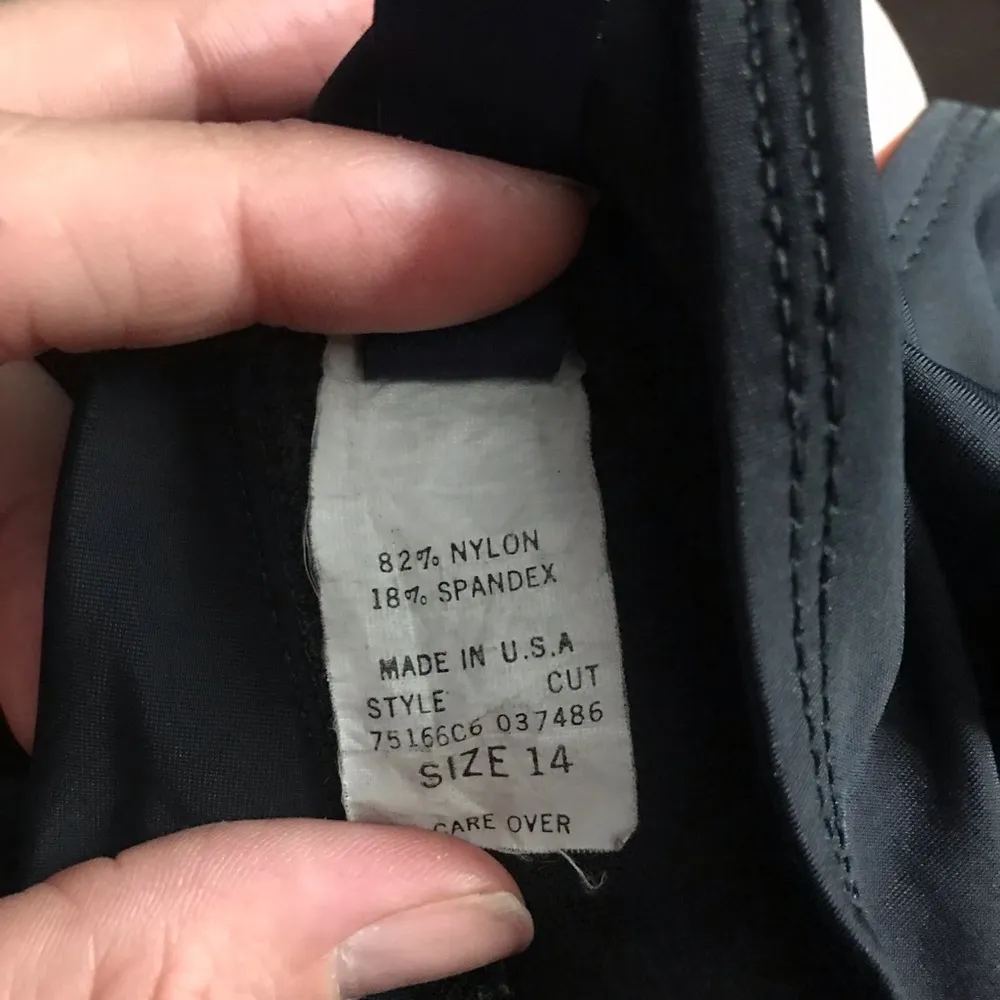 82% NYLON
18% SPANDEX
MADE IN U.S.A
STYLE CUT
75166C6 037486
SIZE 14
CARE OVER